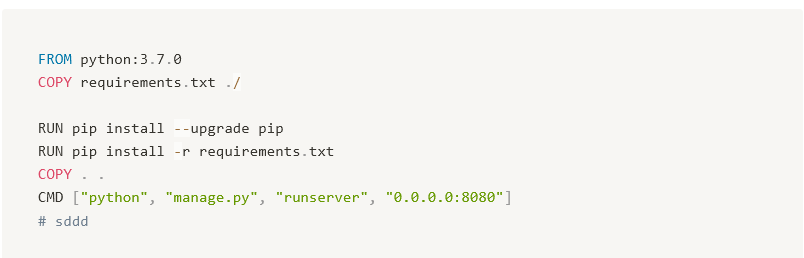 FROM python:3.7.0
COPY requirements.txt ./
RUN pip install --upgrade pip
RUN pip install -r requirements.txt
COPY . .
CMD ["python", "manage.py", "runserver", "0.0.0.0:8080"]
# sddd